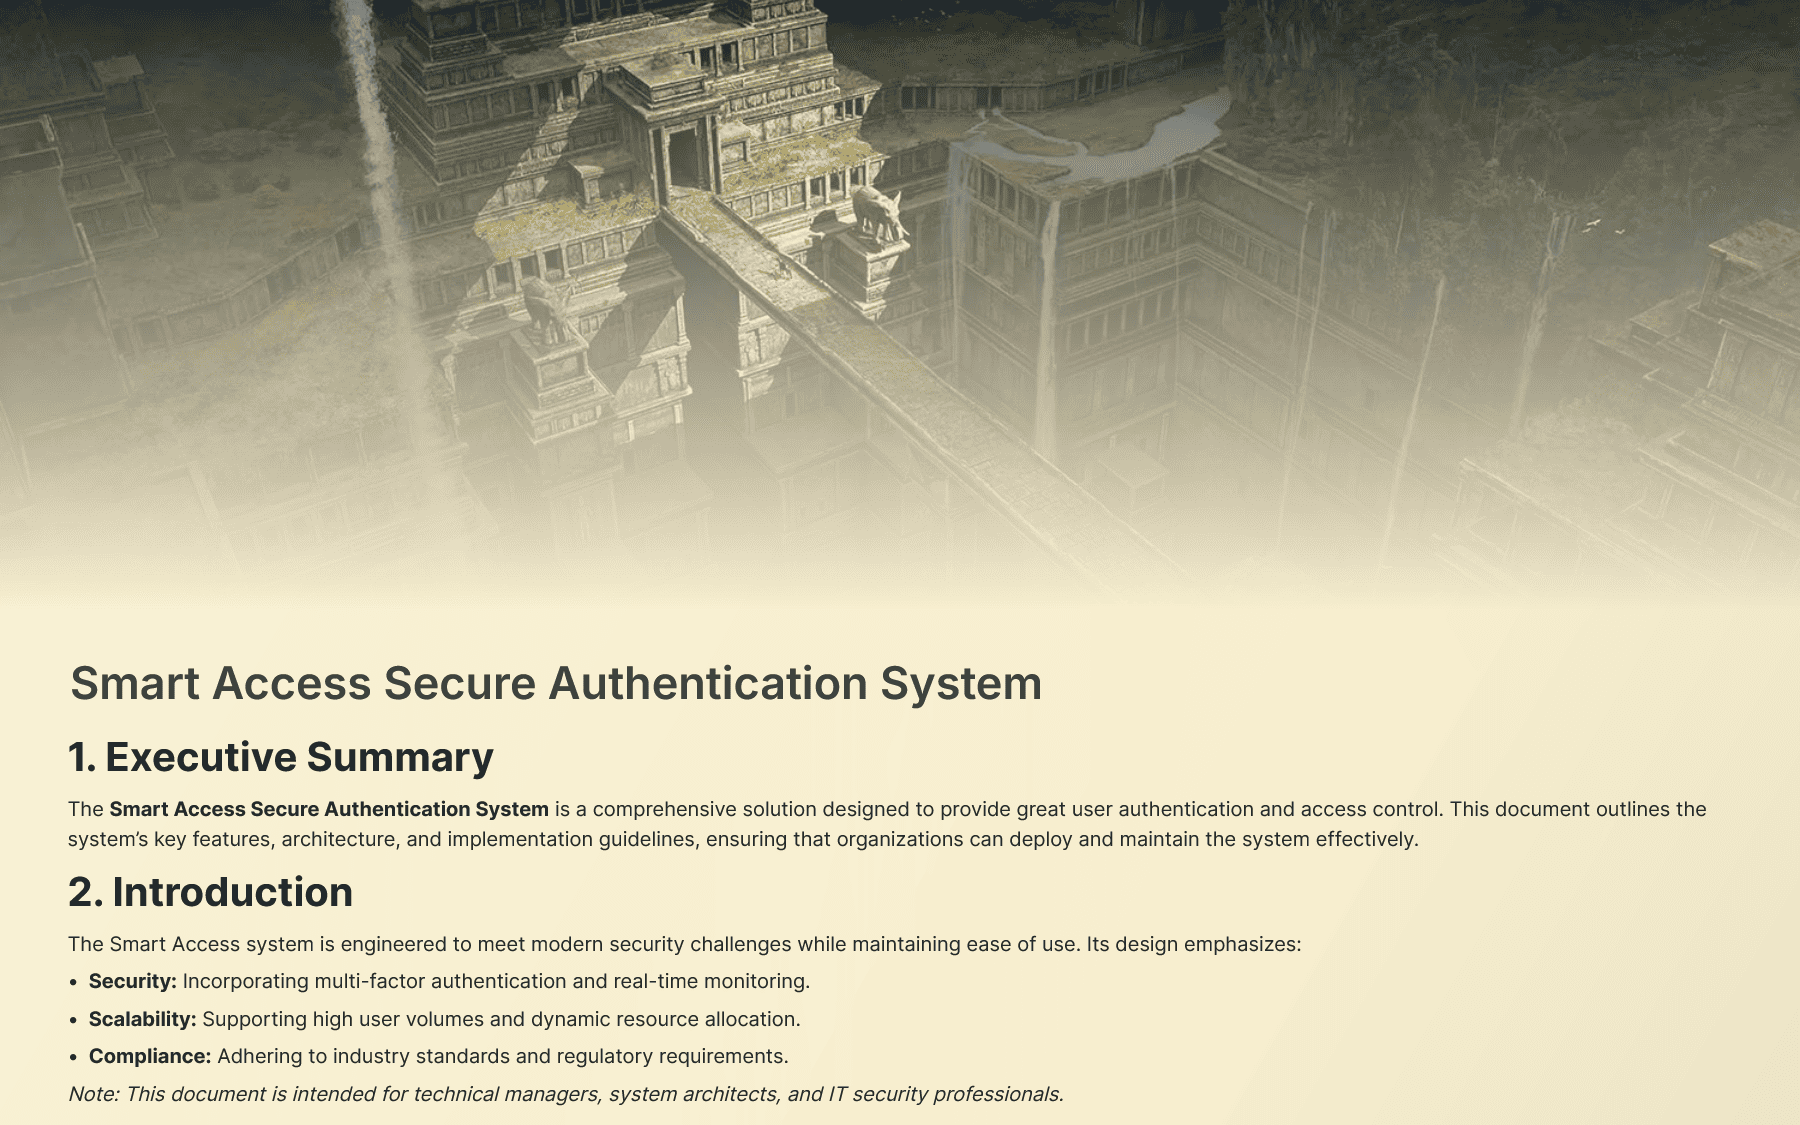 Smart Access Secure Authentication System
1. Executive Summary
The Smart Access Secure Authentication System is a comprehensive solution designed to provide great user authentication and access control. This document outlines the
system’s key features, architecture, and implementation guidelines, ensuring that organizations can deploy and maintain the system effectively.
2. Introduction
The Smart Access system is engineered to meet modern security challenges while maintaining ease of use. Its design emphasizes:
• Security: Incorporating multi-factor authentication and real-time monitoring.
• Scalability: Supporting high user volumes and dynamic resource allocation.
• Compliance: Adhering to industry standards and regulatory requirements.
Note: This document is intended for technical managers, system architects, and IT security professionals.